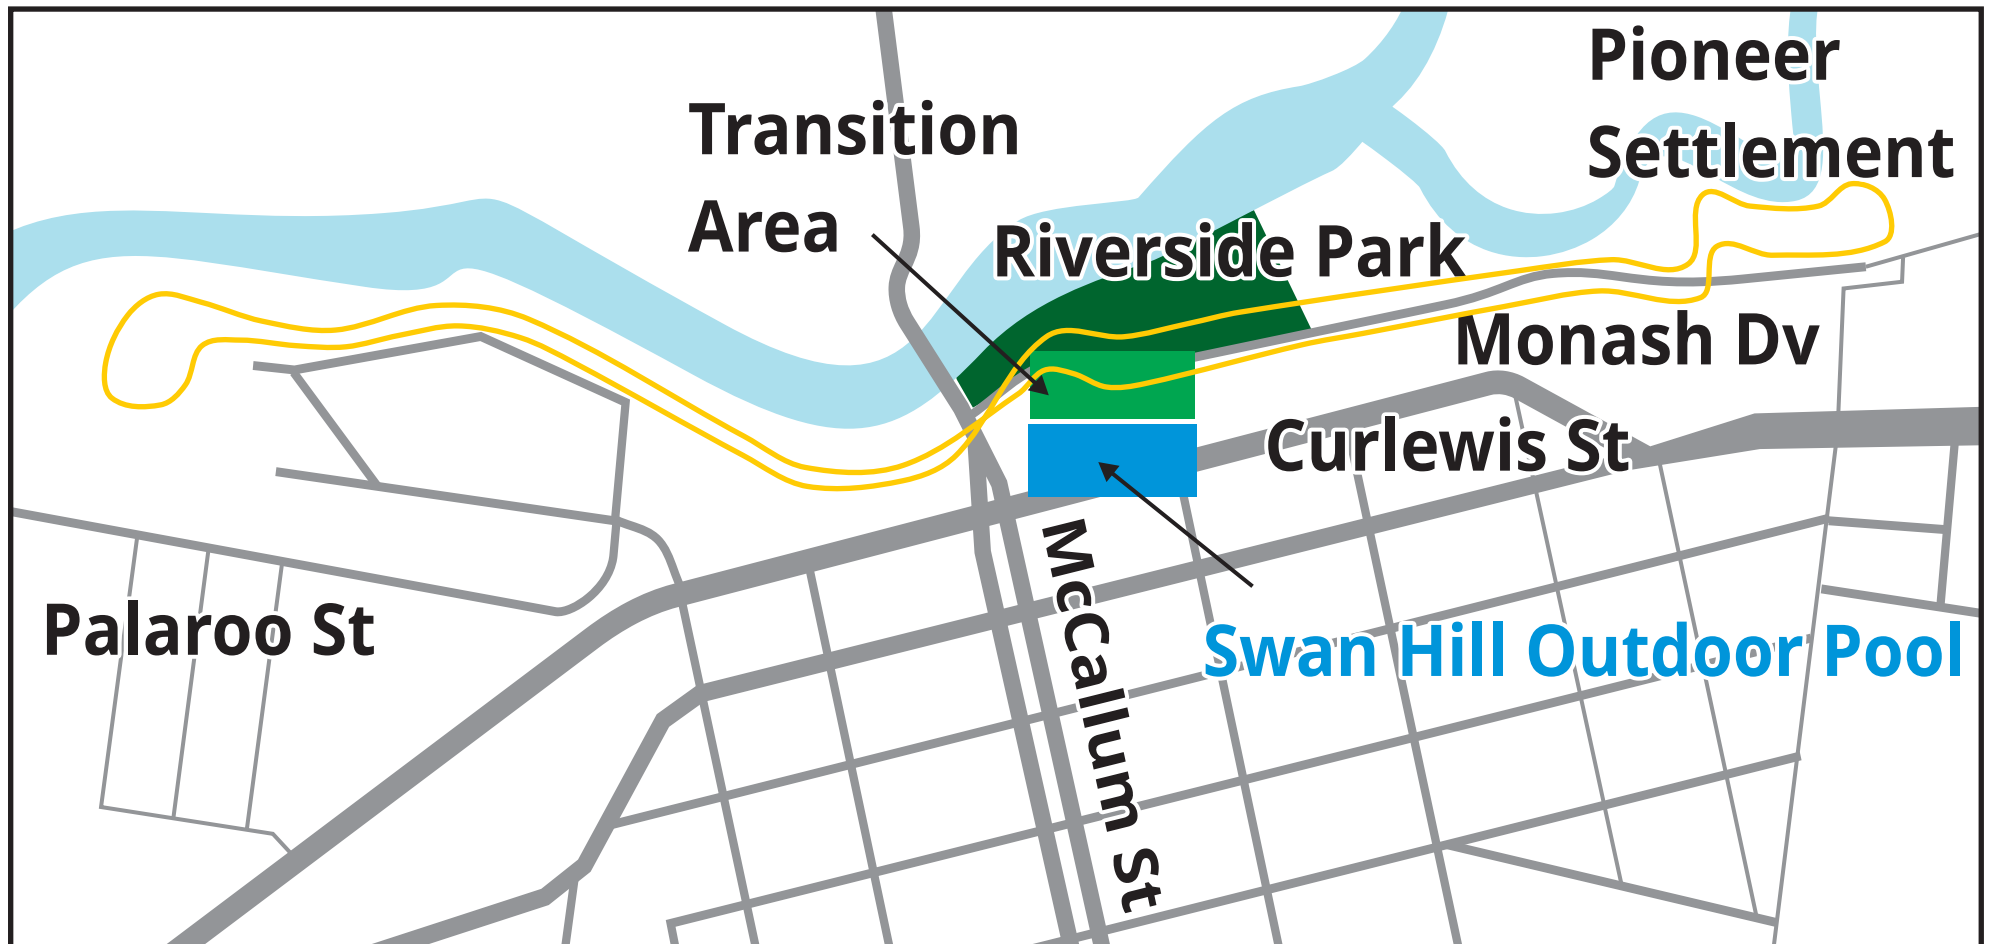 Pioneer
Settlement
Transition
Area
Riverside Park
Monash Dv
Curlewis St
McCallum St
Palaroo St
Swan Hill Outdoor Pool